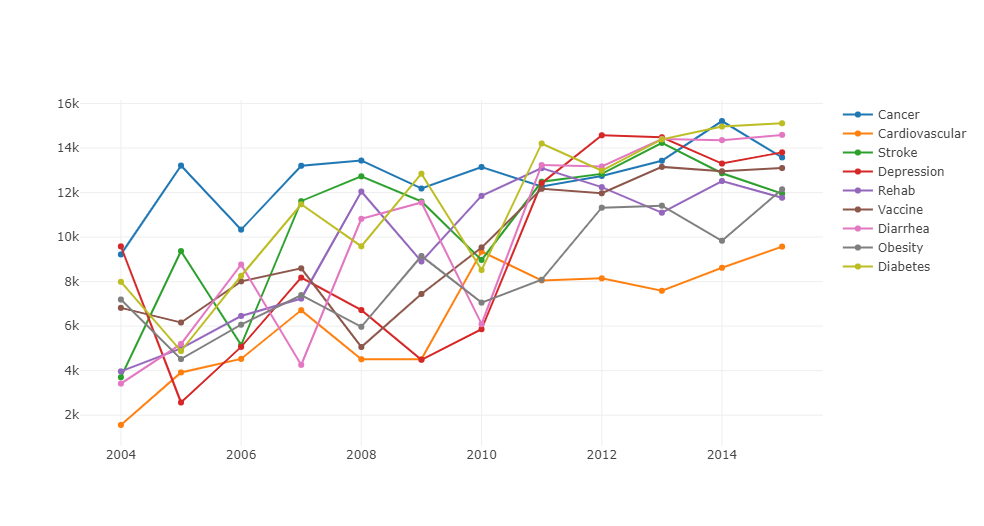 16k
14k
12k
10k
8k
6k
4k
2k
2004 2006 2008 2010 2012 2014
Cancer
Cardiovascular
Stroke
Depression
Rehab
Vaccine
Diarrhea
Obesity
Diabetes